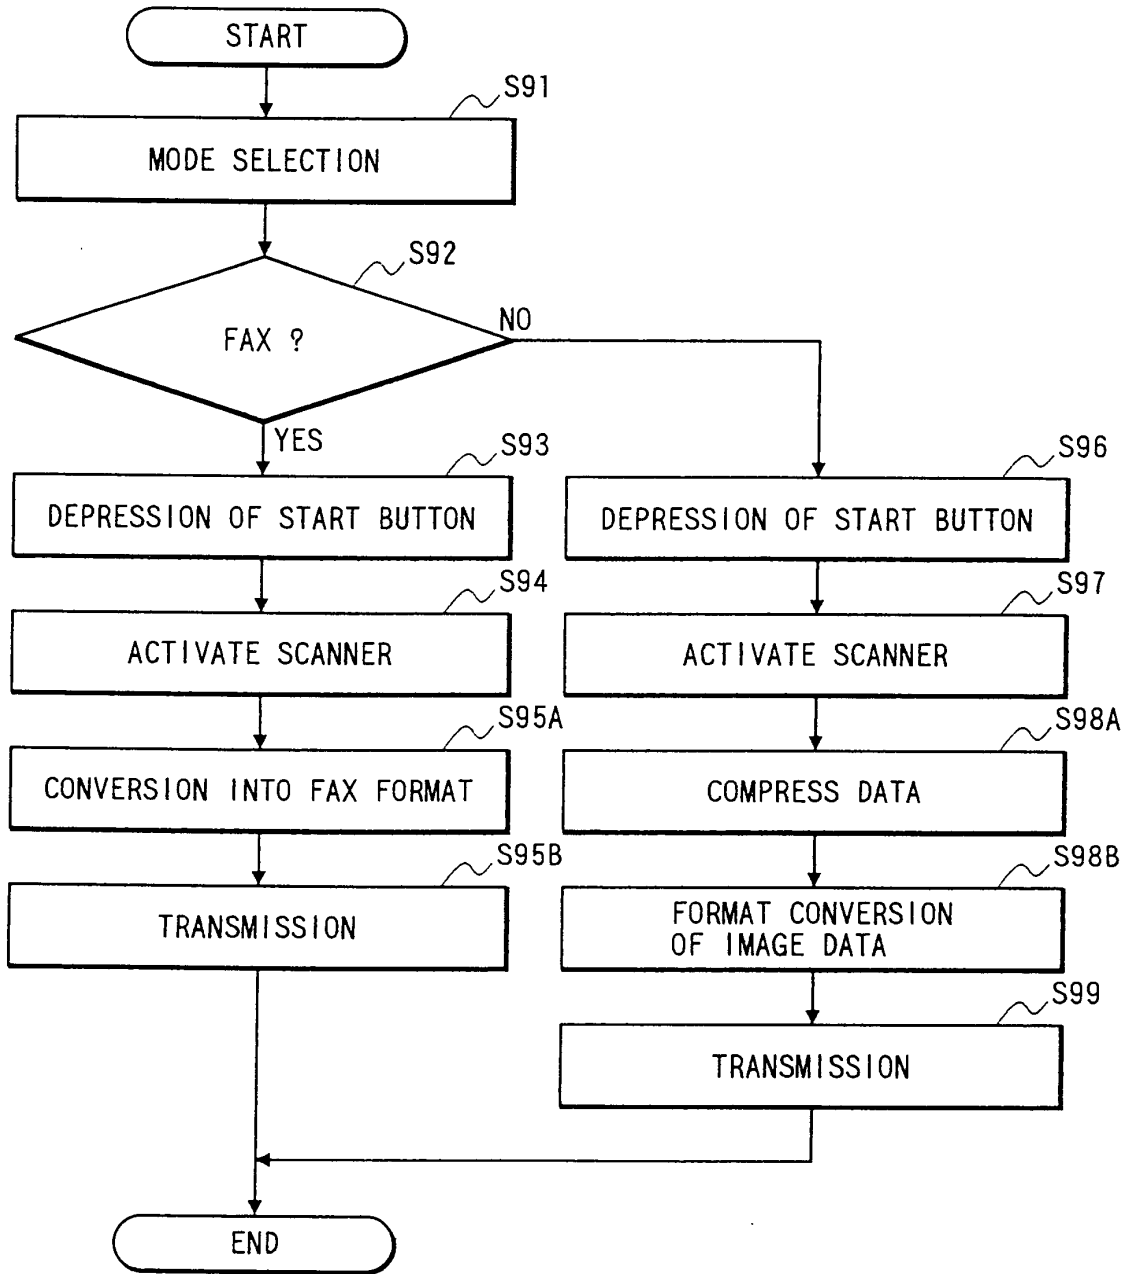 START
S91
MODE SELECTION
S92
FAX ?
NO
YES
S93
DEPRESSION OF START BUTTON
S94
ACTIVATE SCANNER
S95A
CONVERSION INTO FAX FORMAT
S95B
TRANSMISSION
S96
DEPRESSION OF START BUTTON
S97
ACTIVATE SCANNER
S98A
COMPRESS DATA
S98B
FORMAT CONVERSION
OF IMAGE DATA
S99
TRANSMISSION
END